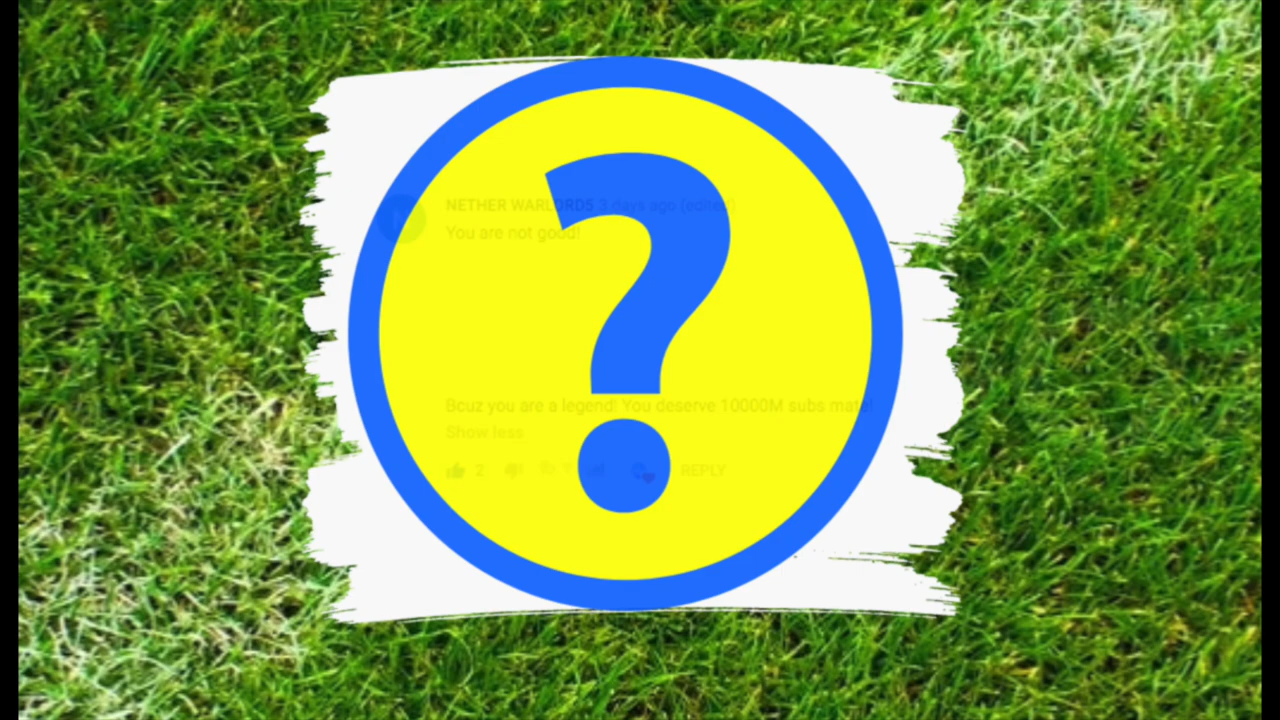 ?
NETHER WARLORDS 3 days ago (edited)
You are not good!
Bcuz you are a legend! You deserve 10000M subs mate!
Show less
2 REPLY